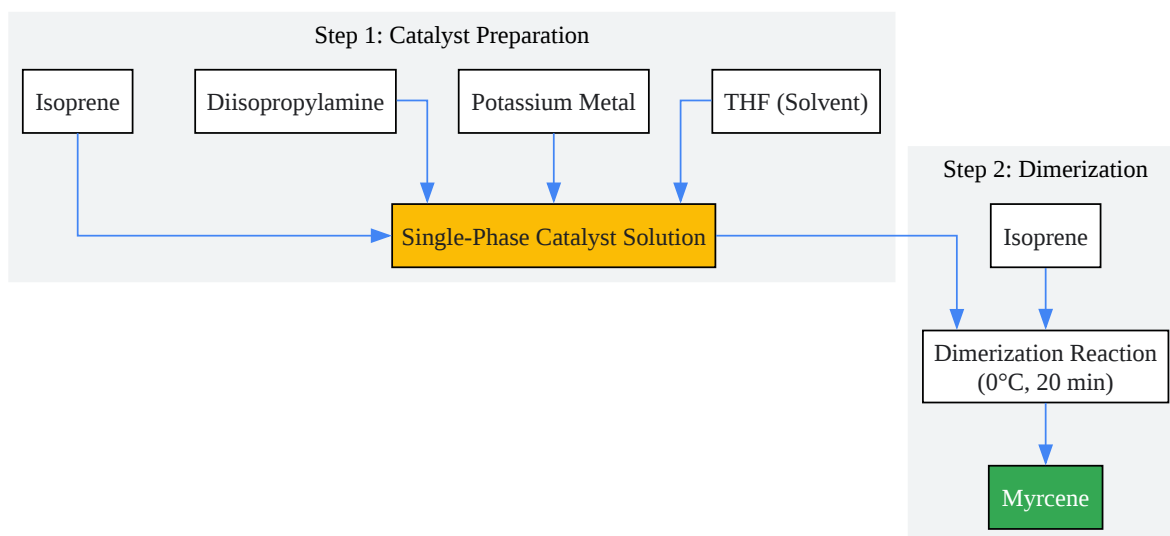 Step 1: Catalyst Preparation
Isoprene
Diisopropylamine
Potassium Metal
THF (Solvent)
Single-Phase Catalyst Solution
Step 2: Dimerization
Isoprene
Dimerization Reaction
(0°C, 20 min)
Myrcene